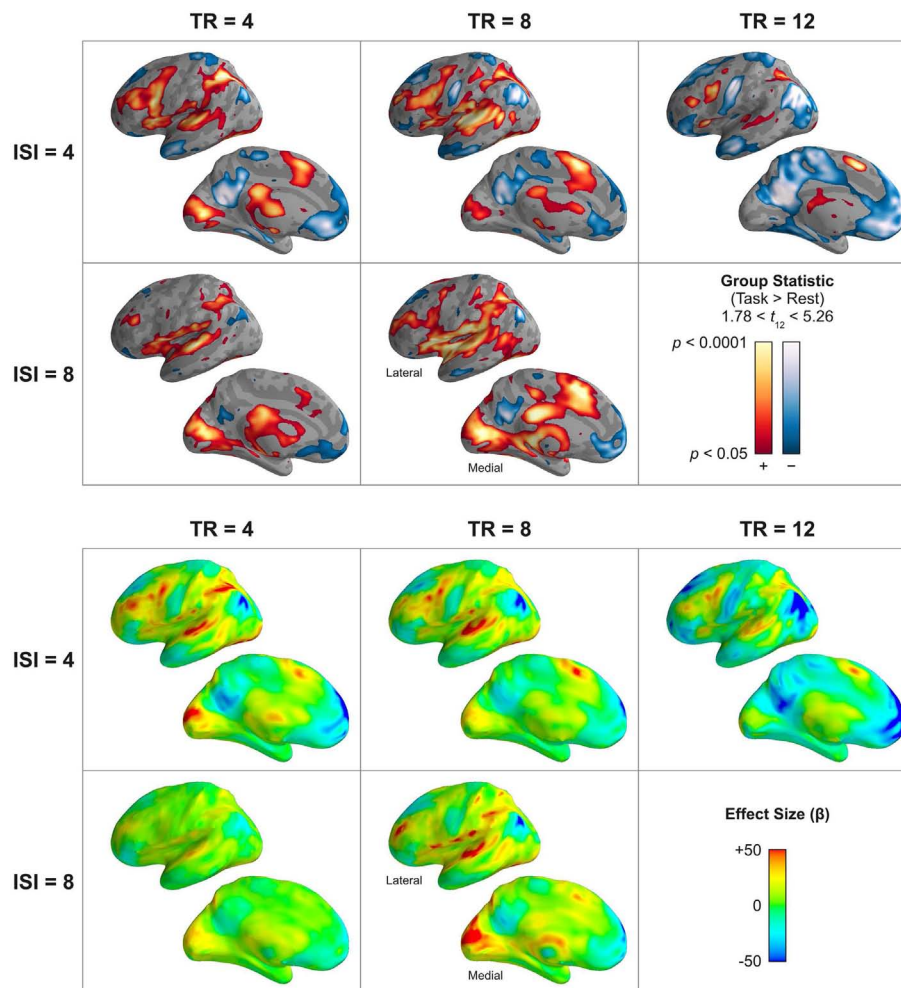 TR = 4 TR = 8 TR = 12
ISI = 4
Group Statistic
(Task > Rest)
1.78 < t12 < 5.26
p < 0.0001
p < 0.05
+ −
ISI = 8
Lateral
Medial
TR = 4 TR = 8 TR = 12
ISI = 4
ISI = 8
Lateral
Medial
Effect Size (β)
+50
0
-50